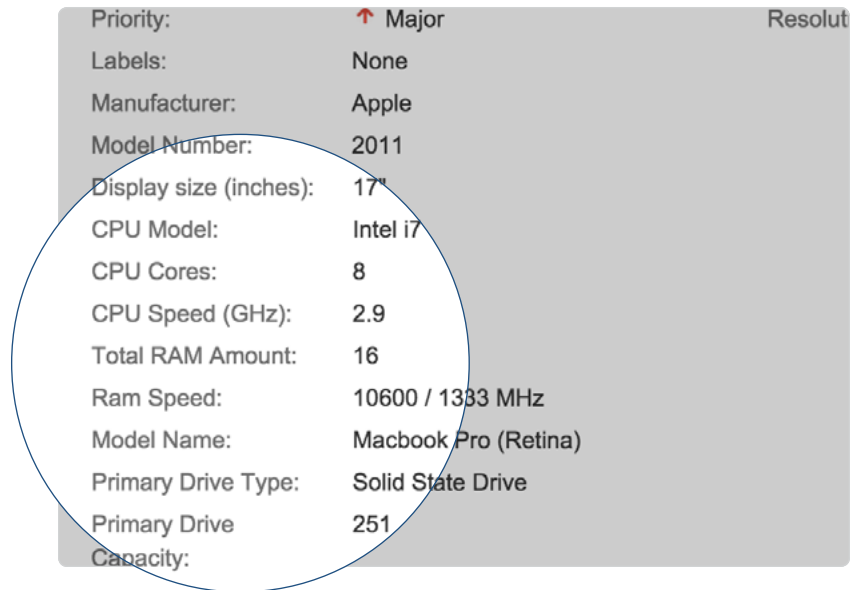 Priority: Major Resolut
Labels: None
Manufacturer: Apple
Model Number: 2011
Display size (inches): 17"
CPU Model: Intel i7
CPU Cores: 8
CPU Speed (GHz): 2.9
Total RAM Amount: 16
Ram Speed: 10600 / 1333 MHz
Model Name: Macbook Pro (Retina)
Primary Drive Type: Solid State Drive
Primary Drive 251
Capacity: